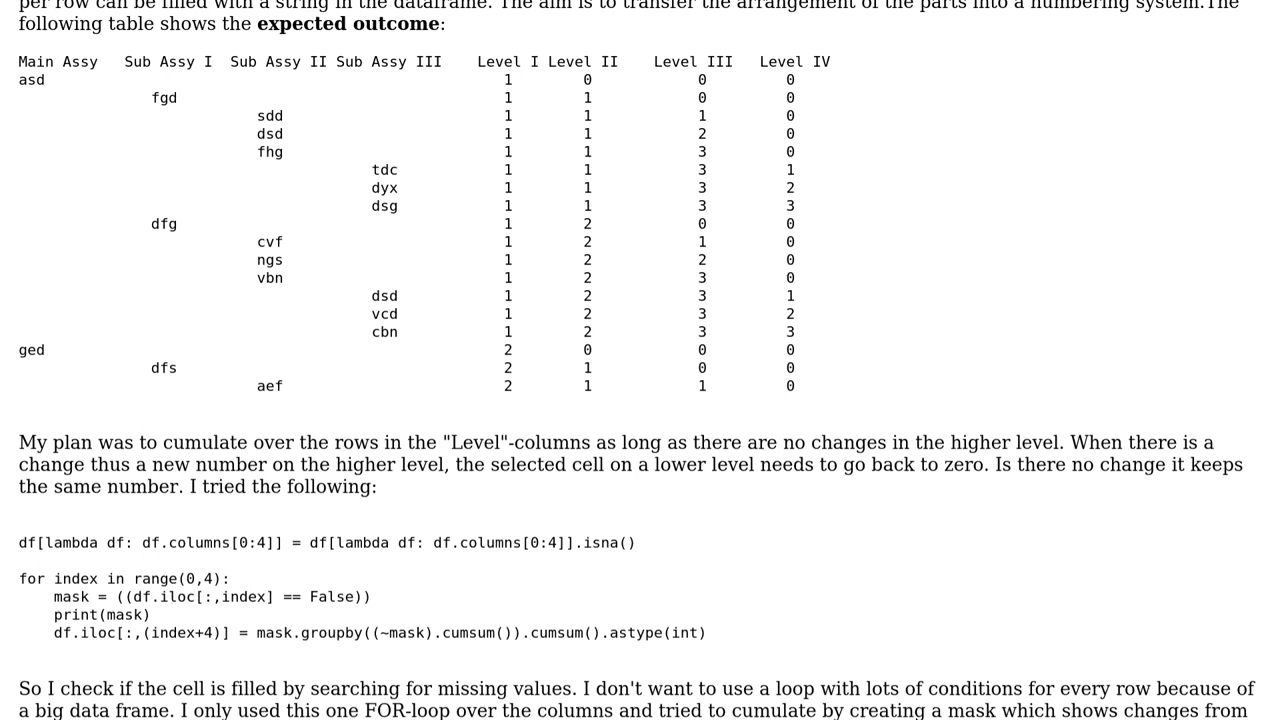 per row can be filled with a string in the dataframe. The aim is to transfer the arrangement of the parts into a numbering system.The
following table shows the expected outcome:
Main Assy   Sub Assy I  Sub Assy II Sub Assy III    Level I Level II    Level III   Level IV
asd                                                    1        0            0         0
               fgd                                     1        1            0         0
                           sdd                         1        1            1         0
                           dsd                         1        1            2         0
                           fhg                         1        1            3         0
                                        tdc            1        1            3         1
                                        dyx            1        1            3         2
                                        dsg            1        1            3         3
               dfg                                     1        2            0         0
                           cvf                         1        2            1         0
                           ngs                         1        2            2         0
                           vbn                         1        2            3         0
                                        dsd            1        2            3         1
                                        vcd            1        2            3         2
                                        cbn            1        2            3         3
ged                                                    2        0            0         0
               dfs                                     2        1            0         0
                           aef                         2        1            1         0
My plan was to cumulate over the rows in the "Level"-columns as long as there are no changes in the higher level. When there is a
change thus a new number on the higher level, the selected cell on a lower level needs to go back to zero. Is there no change it keeps
the same number. I tried the following:
df[lambda df: df.columns[0:4]] = df[lambda df: df.columns[0:4]].isna()
for index in range(0,4):
    mask = ((df.iloc[:,index] == False))
    print(mask)
    df.iloc[:,(index+4)] = mask.groupby((~mask).cumsum()).cumsum().astype(int)
So I check if the cell is filled by searching for missing values. I don't want to use a loop with lots of conditions for every row because of
a big data frame. I only used this one FOR-loop over the columns and tried to cumulate by creating a mask which shows changes from